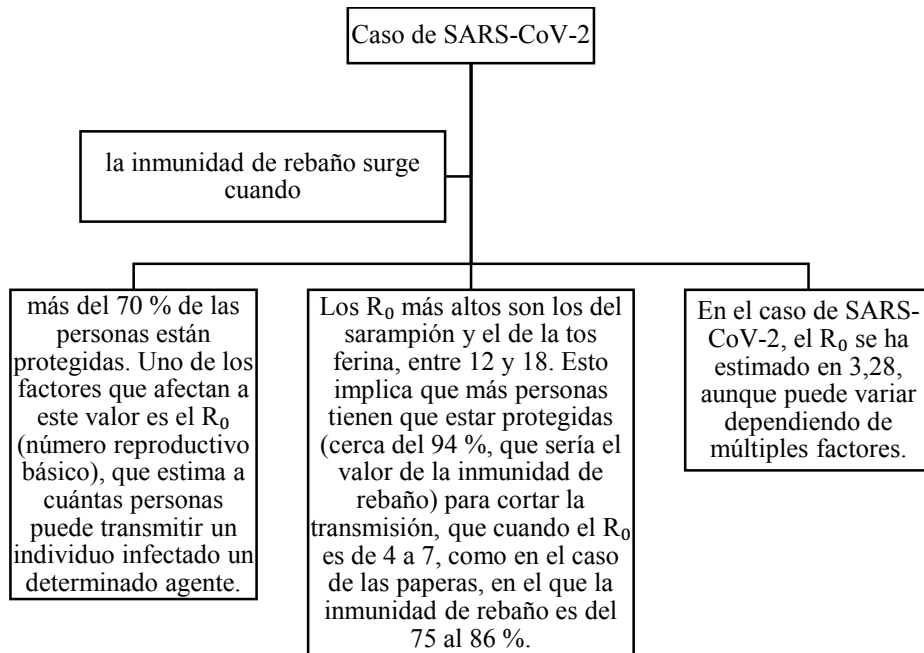 Caso de SARS-CoV-2
la inmunidad de rebaño surge
cuando
más del 70 % de las
personas están
protegidas. Uno de los
factores que afectan a
este valor es el R₀
(número reproductivo
básico), que estima a
cuántas personas
puede transmitir un
individuo infectado un
determinado agente.
Los R₀ más altos son los del
sarampión y el de la tos
ferina, entre 12 y 18. Esto
implica que más personas
tienen que estar protegidas
(cerca del 94 %, que sería el
valor de la inmunidad de
rebaño) para cortar la
transmisión, que cuando el R₀
es de 4 a 7, como en el caso
de las paperas, en el que la
inmunidad de rebaño es del
75 al 86 %.
En el caso de SARS-
CoV-2, el R₀ se ha
estimado en 3,28,
aunque puede variar
dependiendo de
múltiples factores.